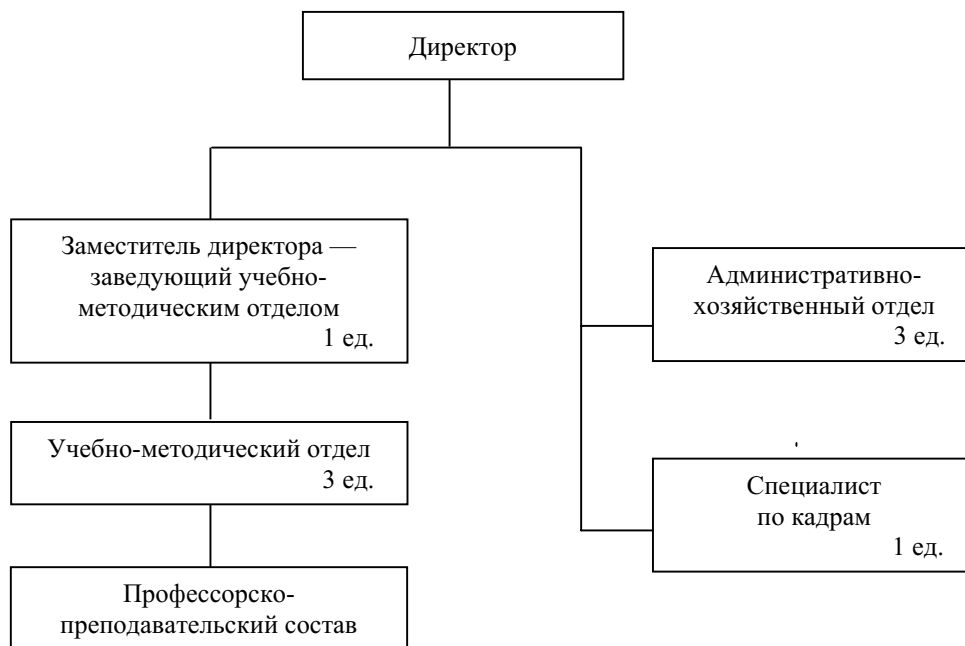 Директор
Заместитель директора —
заведующий учебно-
методическим отделом
1 ед.
Учебно-методический отдел
3 ед.
Профессорско-
преподавательский состав
Административно-
хозяйственный отдел
3 ед.
Специалист
по кадрам
1 ед.